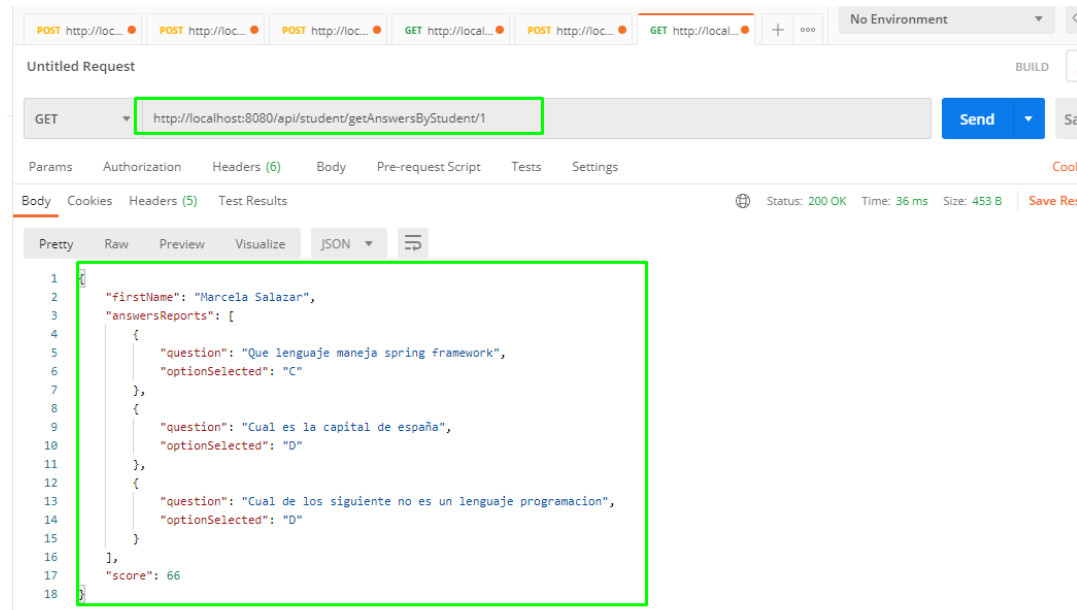 POST http://loc... POST http://loc... POST http://loc... GET http://local... POST http://loc... GET http://local... + ooo No Environment
Untitled Request BUILD
GET http://localhost:8080/api/student/getAnswersByStudent/1 Send Sa
Params Authorization Headers (6) Body Pre-request Script Tests Settings Cool
Body Cookies Headers (5) Test Results Status: 200 OK Time: 36 ms Size: 453 B Save Res
Pretty Raw Preview Visualize JSON
1 {
2 "firstName": "Marcela Salazar",
3 "answersReports": [
4 {
5 "question": "Que lenguaje maneja spring framework",
6 "optionSelected": "C"
7 },
8 {
9 "question": "Cual es la capital de españa",
10 "optionSelected": "D"
11 },
12 {
13 "question": "Cual de los siguiente no es un lenguaje programacion",
14 "optionSelected": "D"
15 }
16 ],
17 "score": 66
18 }